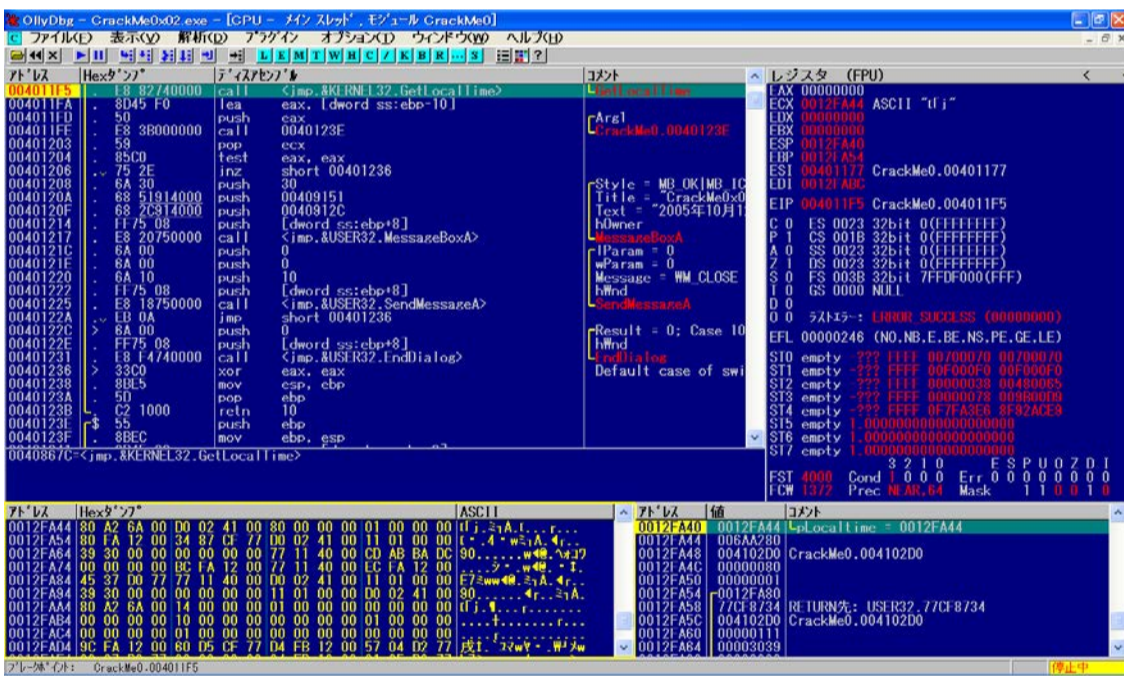 OllyDbg - CrackMe0x02.exe - [CPU - メイン スレッド, モジュール CrackMe0]
ファイル(F) 表示(V) 解析(D) プラグイン オプション(T) ウィンドウ(W) ヘルプ(H)
L E M T W H C / K B R ... S
アドレス Hexダンプ ディスアセンブル コメント
004011F5 . E8 82740000 call <jmp.&KERNEL32.GetLocalTime> GetLocalTime
004011FA . 8D45 F0 lea eax, [dword ss:ebp-10]
004011FD . 50 push eax Arg1
004011FE . E8 3B000000 call 0040123E CrackMe0.0040123E
00401203 . 59 pop ecx
00401204 . 85C0 test eax, eax
00401206 . 75 2E jnz short 00401236
00401208 . 6A 30 push 30 Style = MB_OK|MB_IC
0040120A . 68 51914000 push 00409151 Title = "CrackMe0x0
0040120F . 68 2C914000 push 0040912C Text = "2005年10月1
00401214 . FF75 08 push [dword ss:ebp+8] hOwner
00401217 . E8 20750000 call <jmp.&USER32.MessageBoxA> MessageBoxA
0040121C . 6A 00 push 0 lParam = 0
0040121E . 6A 00 push 0 wParam = 0
00401220 . 6A 10 push 10 Message = WM_CLOSE
00401222 . FF75 08 push [dword ss:ebp+8] hWnd
00401225 . E8 18750000 call <jmp.&USER32.SendMessageA> SendMessageA
0040122A . EB 0A jmp short 00401236
0040122C > 6A 00 push 0 Result = 0; Case 10
0040122E . FF75 08 push [dword ss:ebp+8] hWnd
00401231 . E8 F4740000 call <jmp.&USER32.EndDialog> EndDialog
00401236 > 33C0 xor eax, eax Default case of swi
00401238 . 8BE5 mov esp, ebp
0040123A . 5D pop ebp
0040123B . C2 1000 retn 10
0040123E $ 55 push ebp
0040123F . 8BEC mov ebp, esp
0040867C=<jmp.&KERNEL32.GetLocalTime>
レジスタ (FPU) <
EAX 00000000
ECX 0012FA44 ASCII
EDX 00000000
EBX 00000000
ESP 0012FA40
EBP 0012FA54
ESI 00401177 CrackMe0.00401177
EDI 0012FABC
EIP 004011F5 CrackMe0.004011F5
C 0 ES 0023 32bit 0(FFFFFFFF)
P 1 CS 001B 32bit 0(FFFFFFFF)
A 0 SS 0023 32bit 0(FFFFFFFF)
Z 1 DS 0023 32bit 0(FFFFFFFF)
S 0 FS 003B 32bit 7FFDF000(FFF)
T 0 GS 0000 NULL
D 0
O 0 ラストエラー: ERROR_SUCCESS (00000000)
EFL 00000246 (NO,NB,E,BE,NS,PE,GE,LE)
ST0 empty -??? FFFF 00700070 00700070
ST1 empty -??? FFFF 00F000F0 00F000F0
ST2 empty -??? FFFF 00000038 00480065
ST3 empty -??? FFFF 00000078 009B00D9
ST4 empty -??? FFFF 0F7FA3E6 8F92ACE9
ST5 empty 1.0000000000000000000
ST6 empty 1.0000000000000000000
ST7 empty 1.0000000000000000000
3 2 1 0 E S P U O Z D I
FST 4000 Cond 1 0 0 0 Err 0 0 0 0 0 0 0 0
FCW 1372 Prec NEAR,64 Mask 1 1 0 0 1 0
アドレス Hexダンプ ASCII
0012FA44 80 A2 6A 00 D0 02 41 00 80 00 00 00 01 00 00 00
0012FA54 80 FA 12 00 34 87 CF 77 D0 02 41 00 11 01 00 00
0012FA64 39 30 00 00 00 00 00 00 77 11 40 00 CD AB BA DC
0012FA74 00 00 00 00 BC FA 12 00 77 11 40 00 EC FA 12 00
0012FA84 45 37 D0 77 77 11 40 00 D0 02 41 00 11 01 00 00
0012FA94 39 30 00 00 00 00 00 00 11 01 00 00 D0 02 41 00
0012FAA4 80 A2 6A 00 14 00 00 00 01 00 00 00 00 00 00 00
0012FAB4 00 00 00 00 10 00 00 00 00 00 00 00 01 00 00 00
0012FAC4 00 00 00 00 01 00 00 00 00 00 00 00 00 00 00 00
0012FAD4 9C FA 12 00 60 D5 CF 77 D4 FB 12 00 57 04 D2 77
アドレス 値 コメント
0012FA40 0012FA44 pLocaltime = 0012FA44
0012FA44 006AA280
0012FA48 004102D0 CrackMe0.004102D0
0012FA4C 00000080
0012FA50 00000001
0012FA54 0012FA80
0012FA58 77CF8734 RETURN先: USER32.77CF8734
0012FA5C 004102D0 CrackMe0.004102D0
0012FA60 00000111
0012FA64 00003039
ブレークポイント: CrackMe0.004011F5
停止中